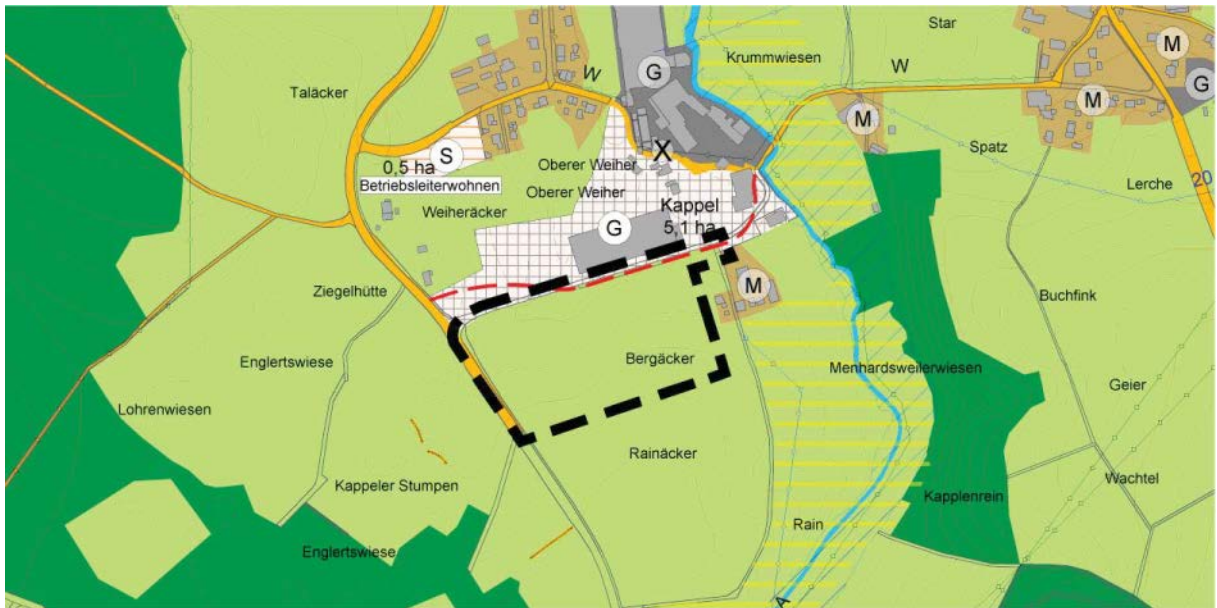 Star
Krummwiesen
M
W
W
G
G
Taläcker
M
M
X
S
Oberer Weiher
Spatz
0,5 ha
Betriebsleiterwohnen
Oberer Weiher
Lerche
20
Weiheräcker
Kappel
5,1 ha
G
Ziegelhütte
M
Buchfink
Englertswiese
Bergäcker
Menhardsweilerwiesen
Geier
Lohrenwiesen
Rainäcker
Kappeler Stumpen
Wachtel
Kapplenrein
Rain
Englertswiese
A